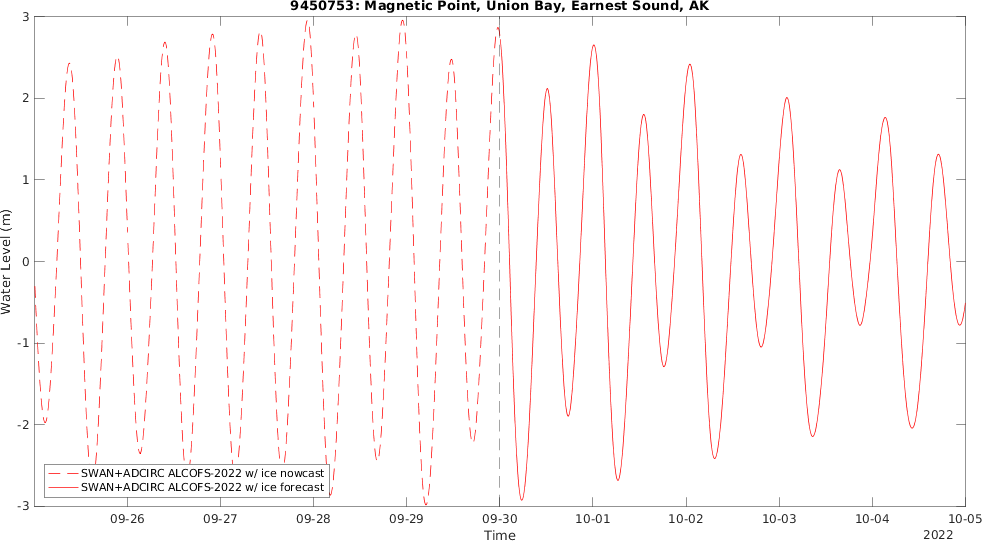 9450753: Magnetic Point, Union Bay, Earnest Sound, AK
3
2
1
0
-1
-2
-3
Water Level (m)
SWAN+ADCIRC ALCOFS-2022 w/ ice nowcast
SWAN+ADCIRC ALCOFS-2022 w/ ice forecast
09-26 09-27 09-28 09-29 09-30 10-01 10-02 10-03 10-04 10-05
Time
2022